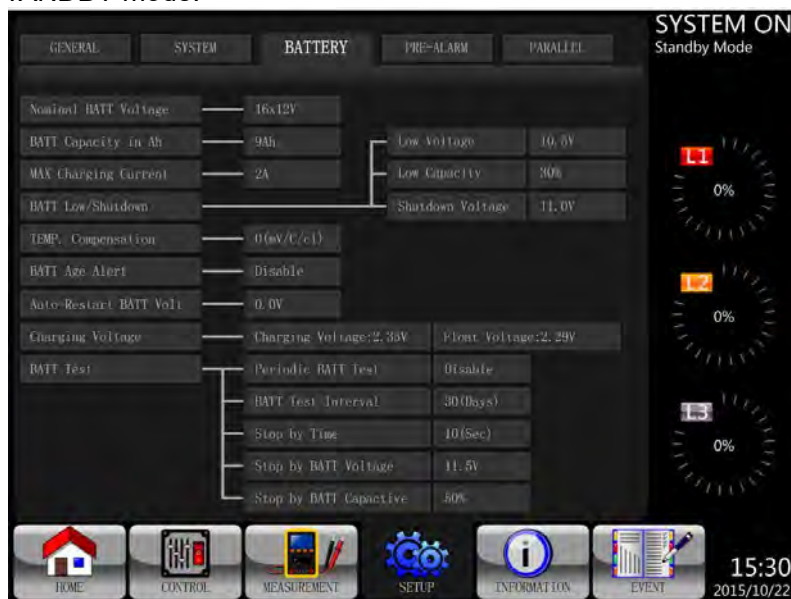 SYSTEM ON
Standby Mode
GENERAL SYSTEM BATTERY PRE-ALARM PARALLEL
Nominal BATT Voltage 16x12V
BATT Capacity in Ah 9Ah Low Voltage 10.5V
MAX Charging Current 2A Low Capacity 30%
BATT Low/Shutdown Shutdown Voltage 11.0V
TEMP. Compensation 0(mV/C/cl)
BATT Age Alert Disable
Auto-Restart BATT Volt 0.0V
Charging Voltage Charging Voltage:2.35V Float Voltage:2.29V
BATT Test Periodic BATT Test Disable
BATT Test Interval 30(Days)
Stop by Time 10(Sec)
Stop by BATT Voltage 11.5V
Stop by BATT Capactive 50%
L1
0%
L2
0%
L3
0%
HOME CONTROL MEASUREMENT SETUP INFORMATION EVENT
15:30
2015/10/22